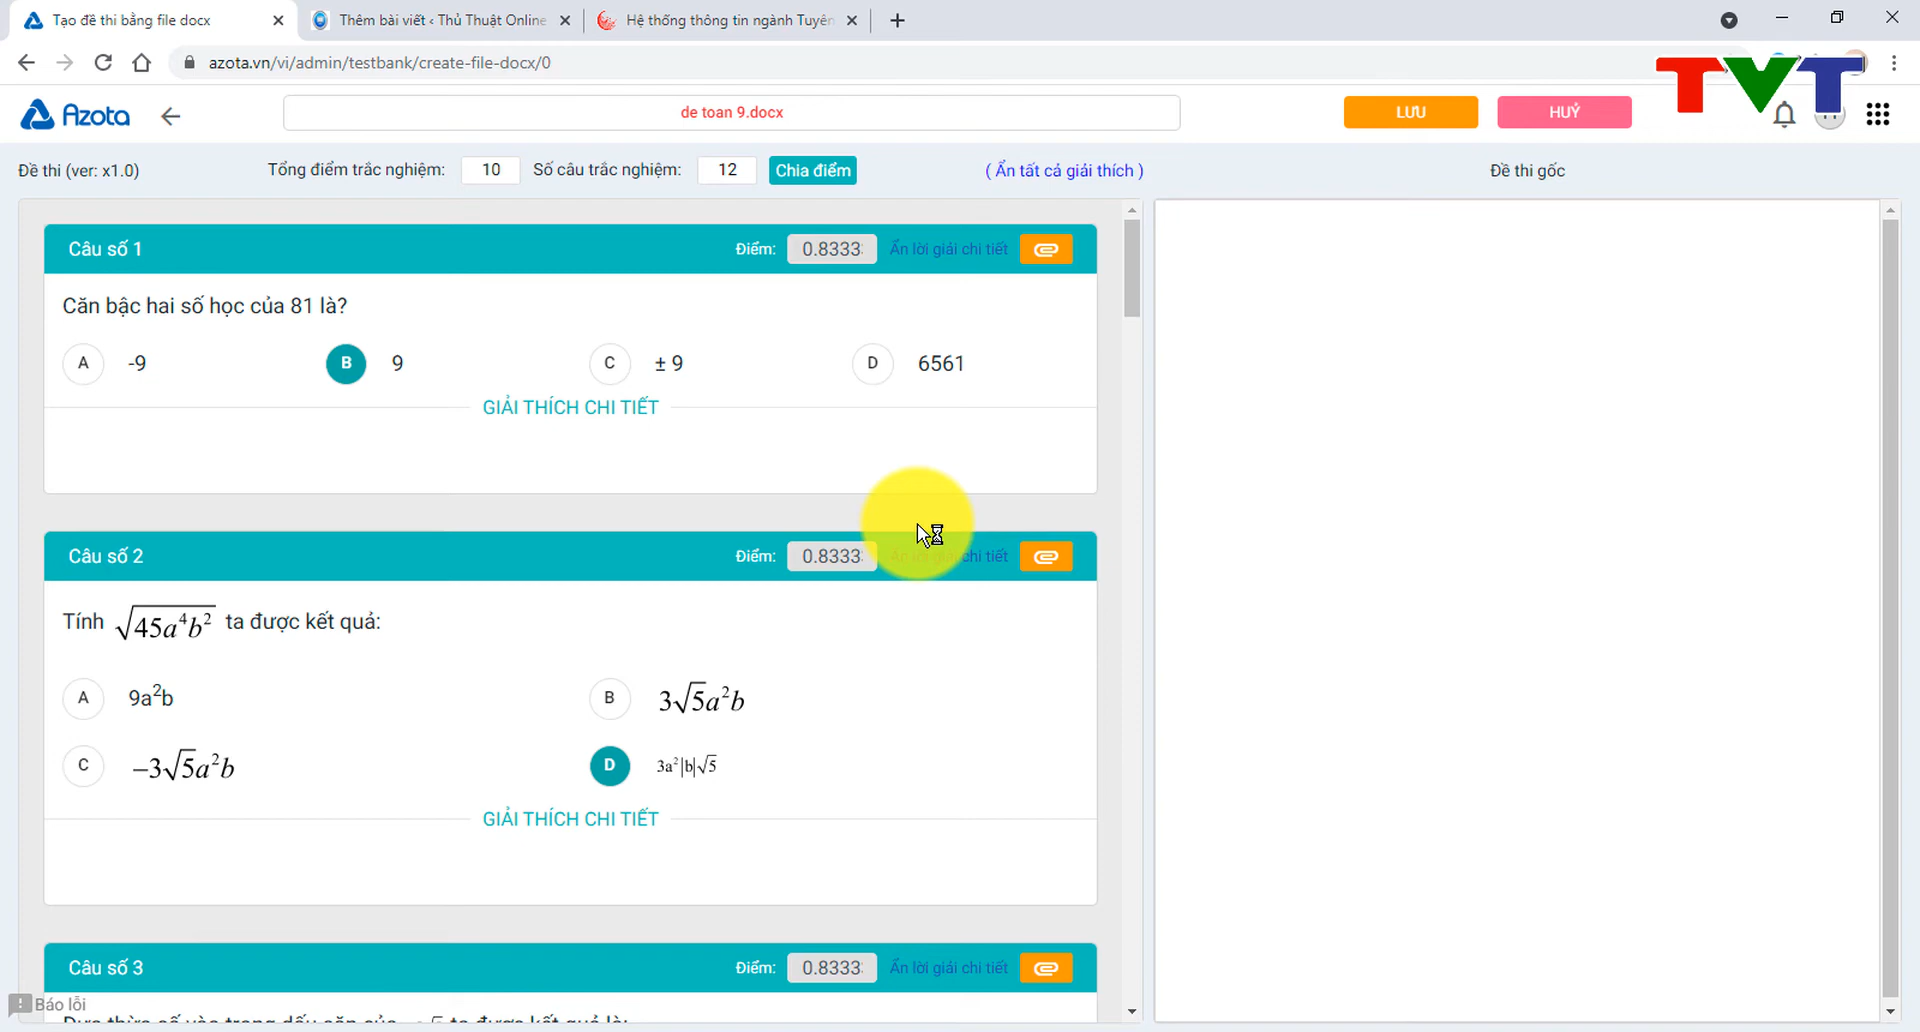 Tạo đề thi bằng file docx
Thêm bài viết ‹ Thủ Thuật Online
Hệ thống thông tin ngành Tuyên
azota.vn/vi/admin/testbank/create-file-docx/0
TVT
Azota
de toan 9.docx
LƯU
HUỶ
Đề thi (ver: x1.0)
Tổng điểm trắc nghiệm:
10
Số câu trắc nghiệm:
12
Chia điểm
( Ẩn tất cả giải thích )
Đề thi gốc
Câu số 1
Điểm:
0.8333
Ẩn lời giải chi tiết
Căn bậc hai số học của 81 là?
A -9
B 9
C ± 9
D 6561
GIẢI THÍCH CHI TIẾT
Câu số 2
Điểm:
0.8333
Ẩn lời giải chi tiết
Tính √45a⁴b² ta được kết quả:
A 9a²b
B 3√5a²b
C −3√5a²b
D 3a²|b|√5
GIẢI THÍCH CHI TIẾT
Câu số 3
Điểm:
0.8333
Ẩn lời giải chi tiết
Báo lỗi